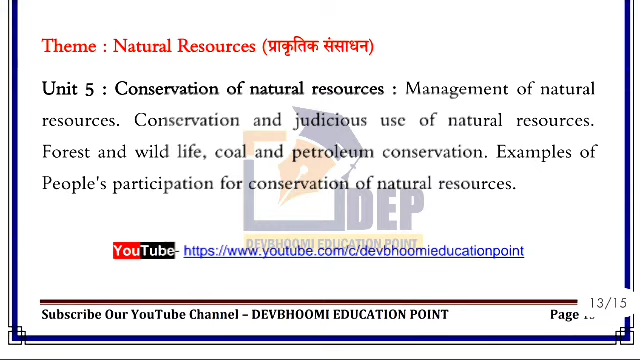 Theme : Natural Resources (प्राकृतिक संसाधन)
Unit 5 : Conservation of natural resources : Management of natural
resources. Conservation and judicious use of natural resources.
Forest and wild life, coal and petroleum conservation. Examples of
People's participation for conservation of natural resources.
DEP
DEVBHOOMI EDUCATION POINT
YouTube- https://www.youtube.com/c/devbhoomieducationpoint
13/15
Subscribe Our YouTube Channel – DEVBHOOMI EDUCATION POINT Page